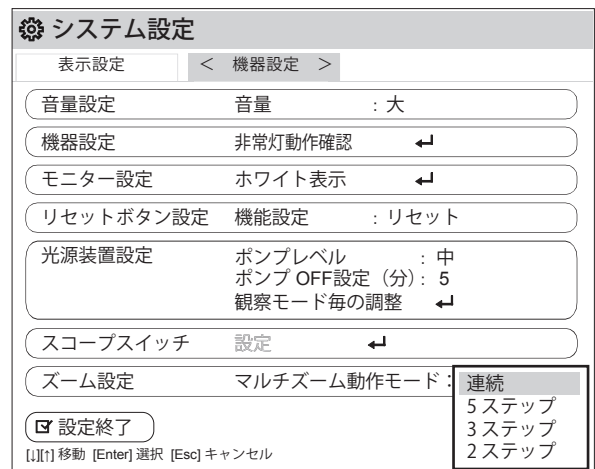 システム設定
表示設定 < 機器設定 >
音量設定 音量 : 大
機器設定 非常灯動作確認 ↵
モニター設定 ホワイト表示 ↵
リセットボタン設定 機能設定 : リセット
光源装置設定 ポンプレベル : 中
ポンプ OFF設定（分）: 5
観察モード毎の調整 ↵
スコープスイッチ 設定 ↵
ズーム設定 マルチズーム動作モード : 連続
5 ステップ
3 ステップ
2 ステップ
設定終了
[↓][↑] 移動 [Enter] 選択 [Esc] キャンセル